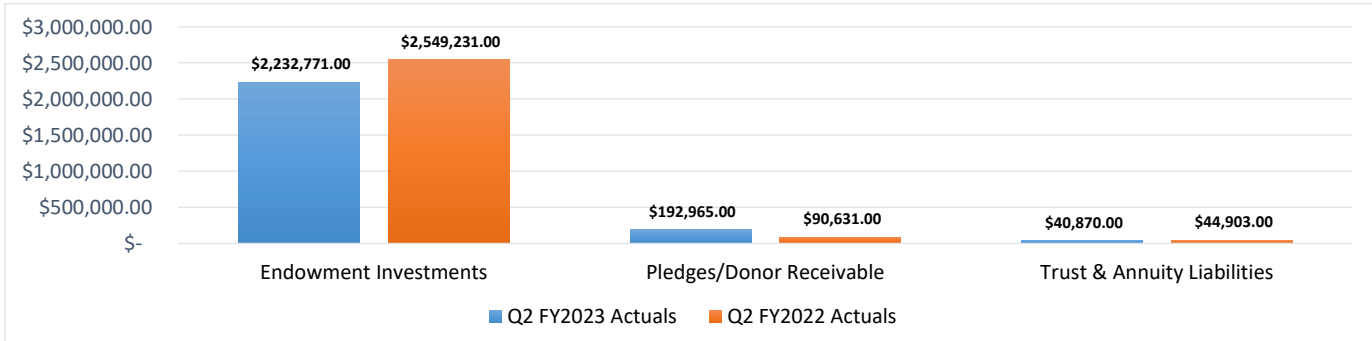 $3,000,000.00
$2,500,000.00
$2,000,000.00
$1,500,000.00
$1,000,000.00
$500,000.00
$-
$2,232,771.00
$2,549,231.00
$192,965.00
$90,631.00
$40,870.00
$44,903.00
Endowment Investments
Pledges/Donor Receivable
Trust & Annuity Liabilities
Q2 FY2023 Actuals
Q2 FY2022 Actuals